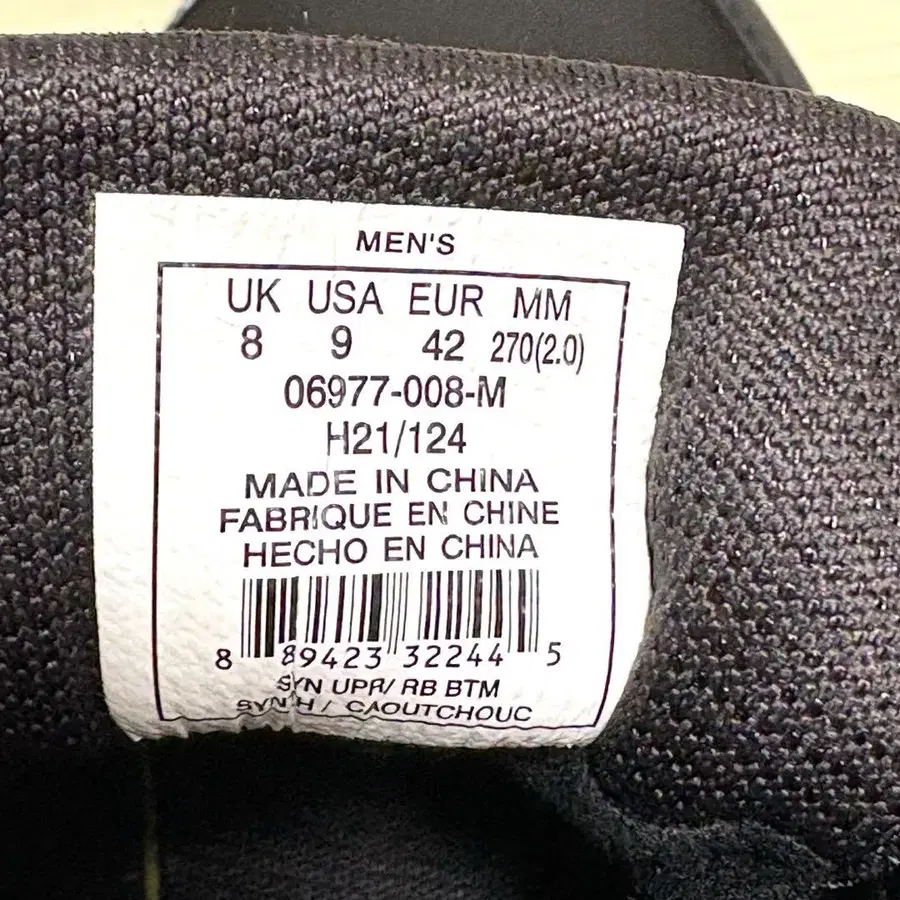 MEN'S
UK USA EUR MM
8 9 42 270(2.0)
06977-008-M
H21/124
MADE IN CHINA
FABRIQUE EN CHINE
HECHO EN CHINA
8 89423 32244 5
SYN UPR/ RB BTM
SYNTH / CAOUTCHOUC